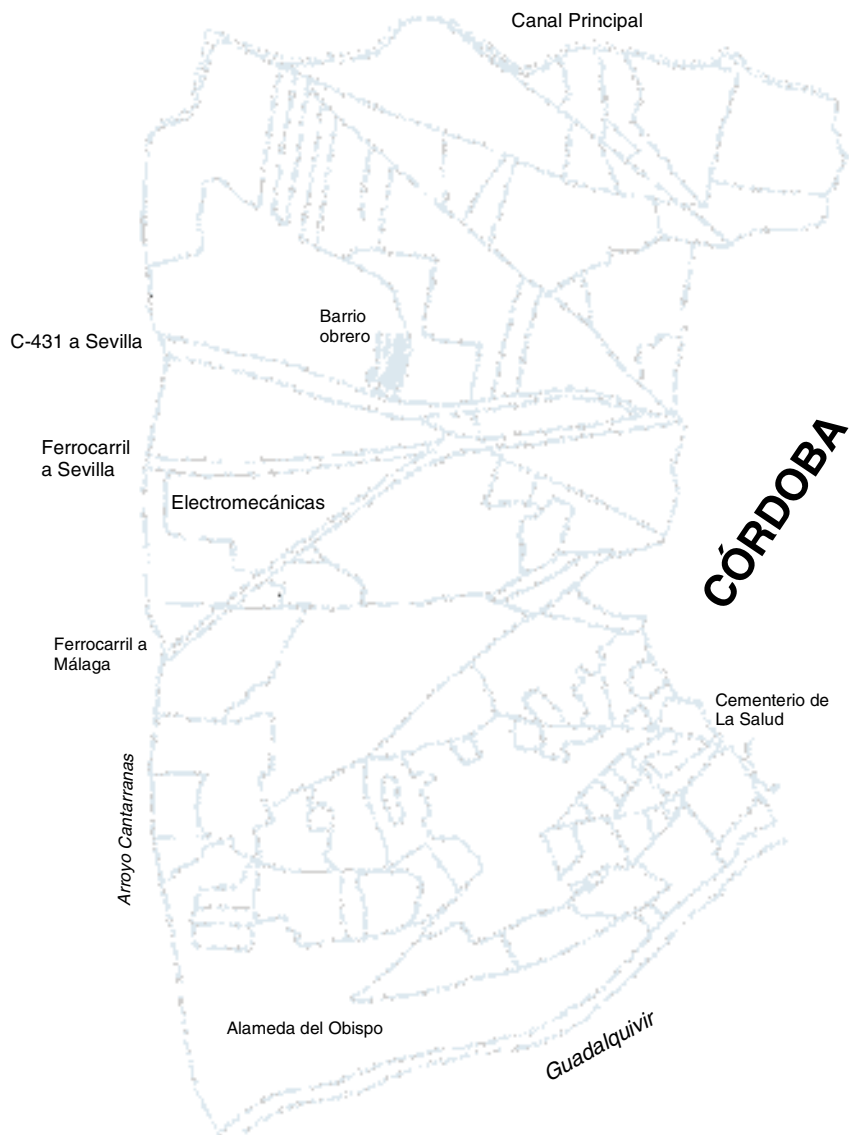 Canal Principal
Barrio
obrero
C-431 a Sevilla
CÓRDOBA
Ferrocarril
a Sevilla
Electromecánicas
Ferrocarril a
Málaga
Cementerio de
La Salud
Arroyo Cantarranas
Alameda del Obispo
Guadalquivir